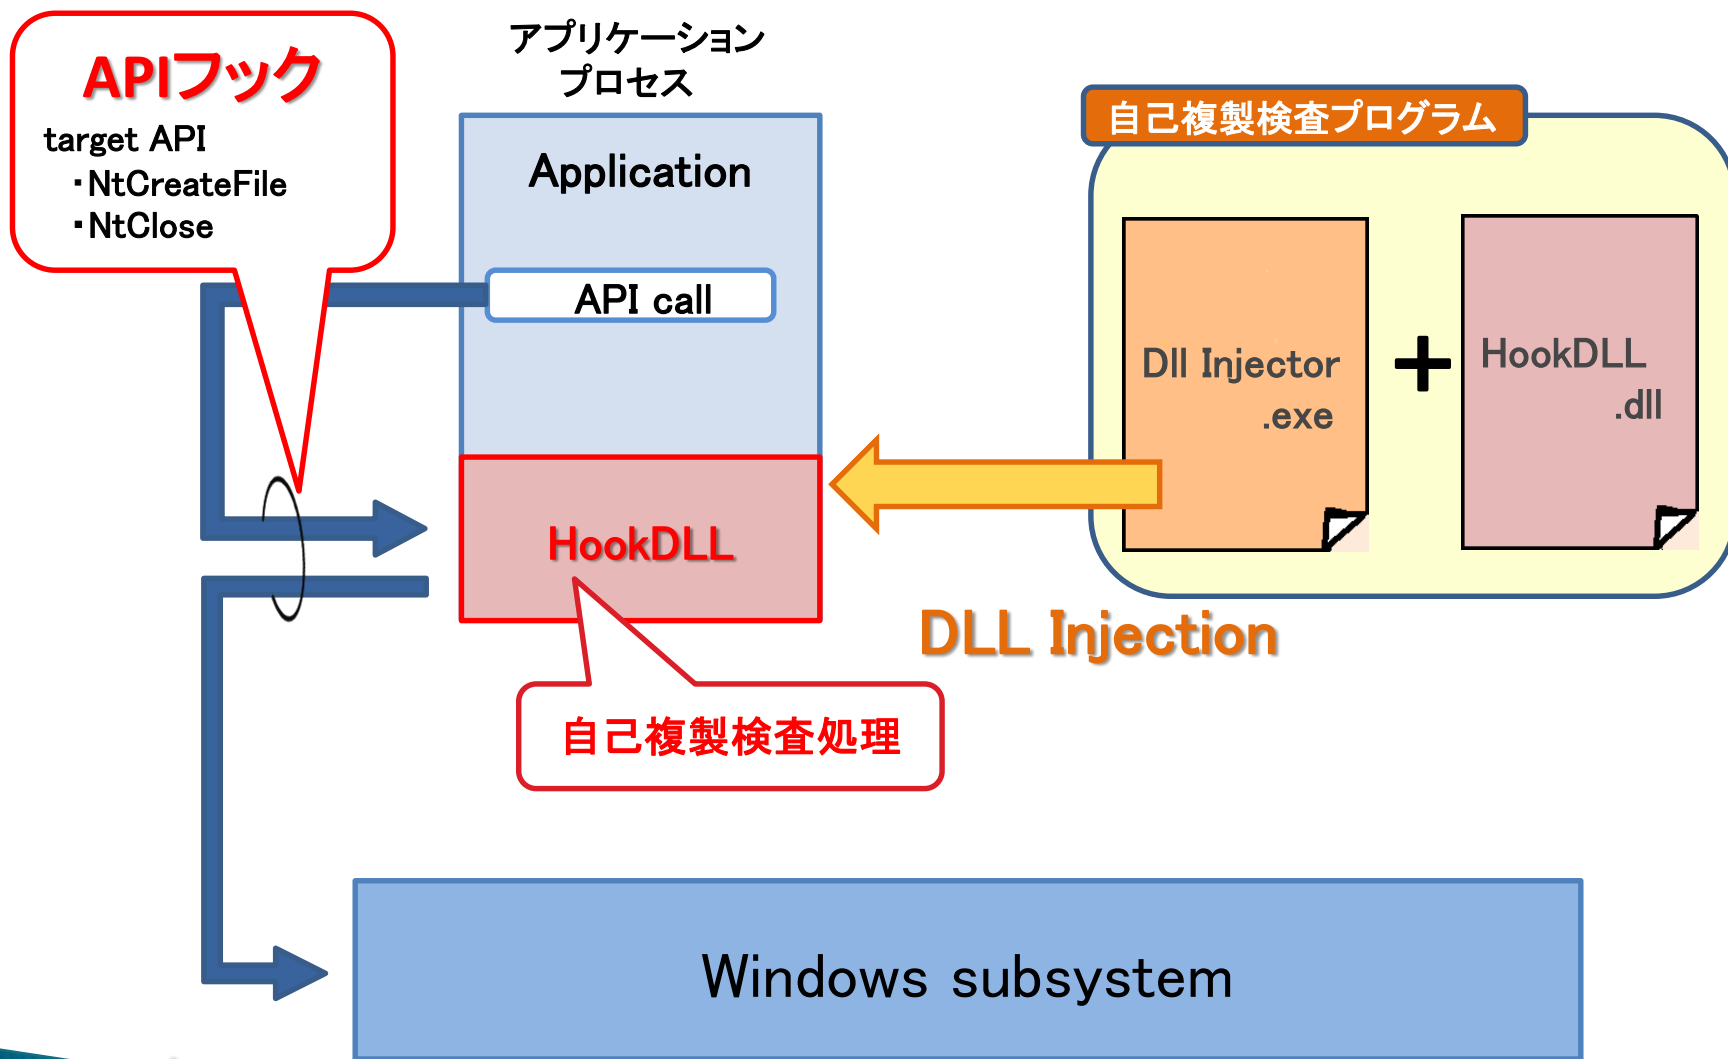 APIフック
target API
・NtCreateFile
・NtClose
アプリケーション
プロセス
Application
API call
HookDLL
自己複製検査処理
自己複製検査プログラム
Dll Injector
.exe
+
HookDLL
.dll
DLL Injection
Windows subsystem